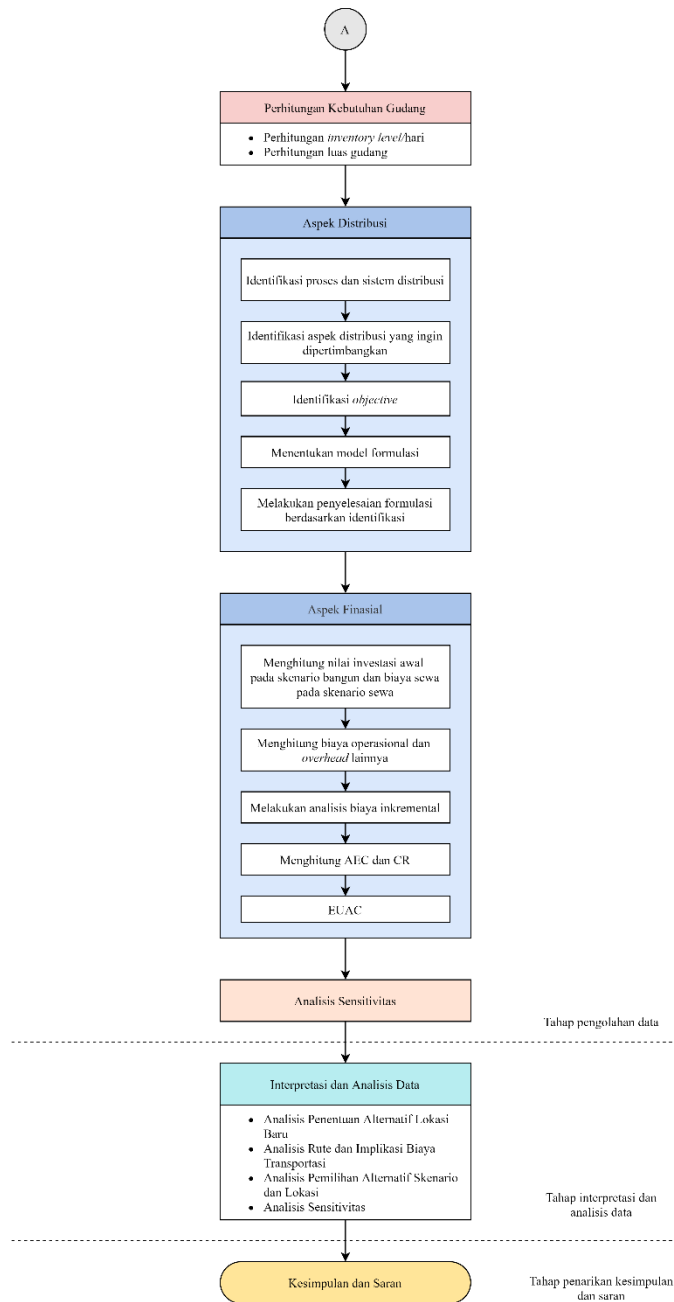 A
Perhitungan Kebutuhan Gudang
• Perhitungan inventory level/hari
• Perhitungan luas gudang
Aspek Distribusi
Identifikasi proses dan sistem distribusi
Identifikasi aspek distribusi yang ingin
dipertimbangkan
Identifikasi objective
Menentukan model formulasi
Melakukan penyelesaian formulasi
berdasarkan identifikasi
Aspek Finasial
Menghitung nilai investasi awal
pada skenario bangun dan biaya sewa
pada skenario sewa
Menghitung biaya operasional dan
overhead lainnya
Melakukan analisis biaya inkremental
Menghitung AEC dan CR
EUAC
Analisis Sensitivitas
Tahap pengolahan data
Interpretasi dan Analisis Data
• Analisis Penentuan Alternatif Lokasi
Baru
• Analisis Rute dan Implikasi Biaya
Transportasi
• Analisis Pemilihan Alternatif Skenario
dan Lokasi
• Analisis Sensitivitas
Tahap interpretasi dan
analisis data
Kesimpulan dan Saran
Tahap penarikan kesimpulan
dan saran